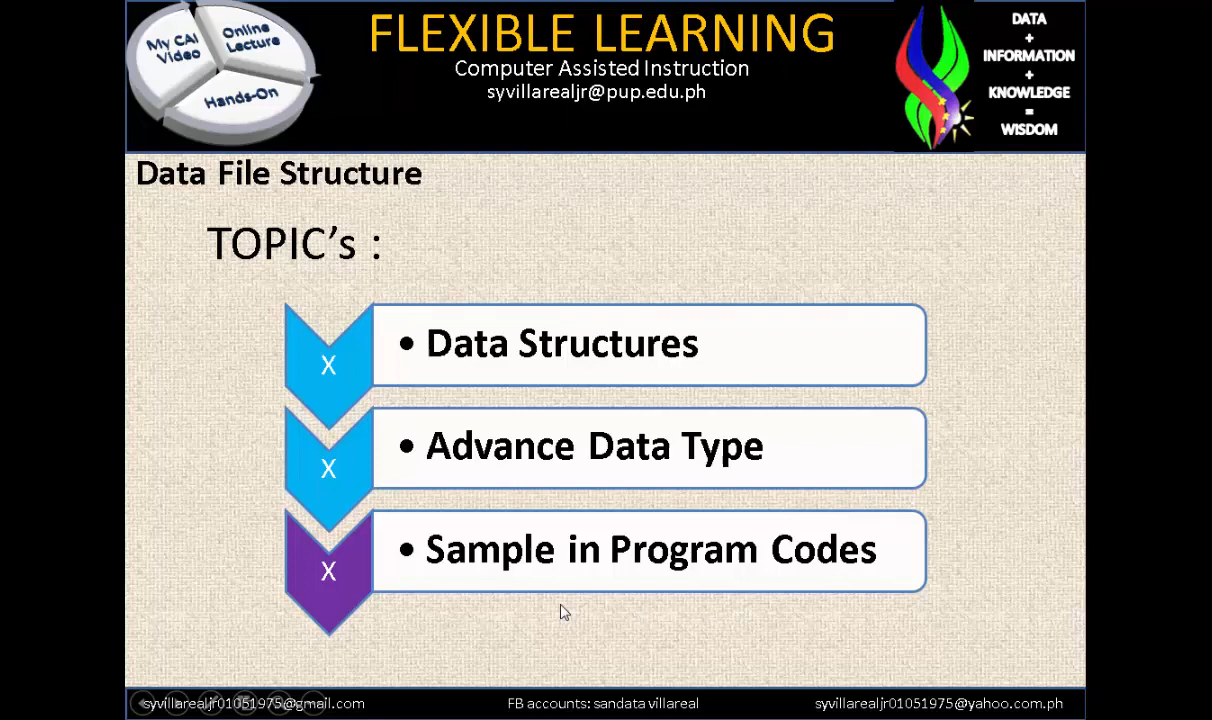 My CAI
Video
Online
Lecture
Hands-On
FLEXIBLE LEARNING
Computer Assisted Instruction
syvillarealjr@pup.edu.ph
DATA
+
INFORMATION
+
KNOWLEDGE
=
WISDOM
Data File Structure
TOPIC's :
X
• Data Structures
X
• Advance Data Type
X
• Sample in Program Codes
syvillarealjr01051975@gmail.com
FB accounts: sandata villareal
syvillarealjr01051975@yahoo.com.ph